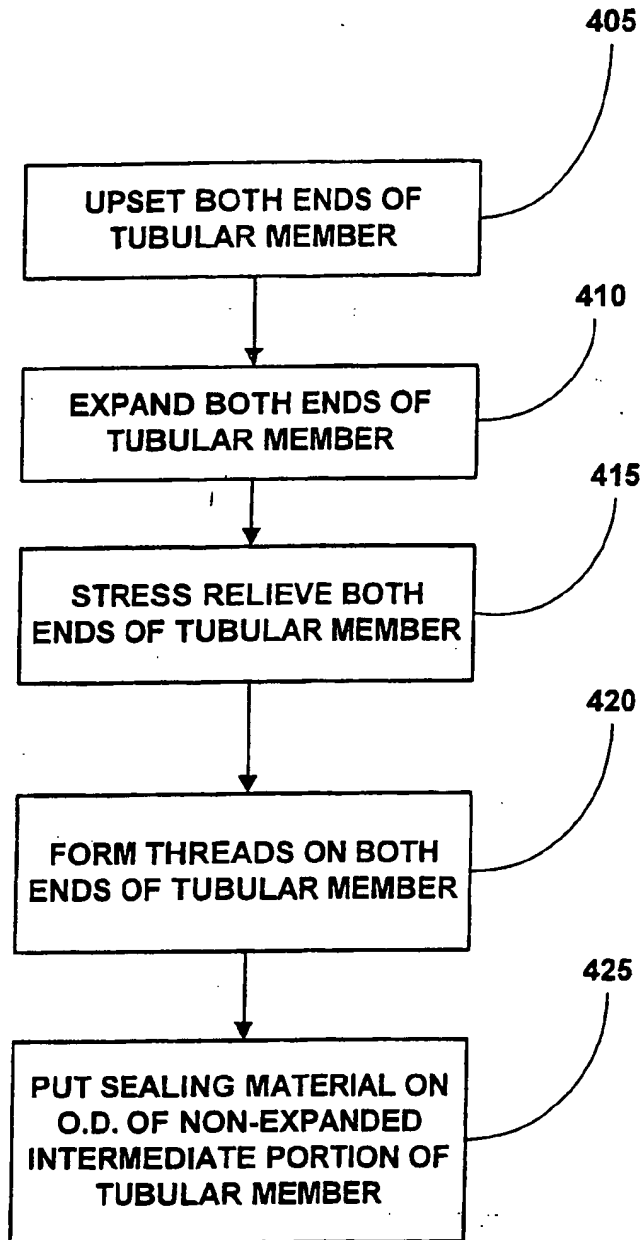 405
UPSET BOTH ENDS OF
TUBULAR MEMBER
410
EXPAND BOTH ENDS OF
TUBULAR MEMBER
415
STRESS RELIEVE BOTH
ENDS OF TUBULAR MEMBER
420
FORM THREADS ON BOTH
ENDS OF TUBULAR MEMBER
425
PUT SEALING MATERIAL ON
O.D. OF NON-EXPANDED
INTERMEDIATE PORTION OF
TUBULAR MEMBER